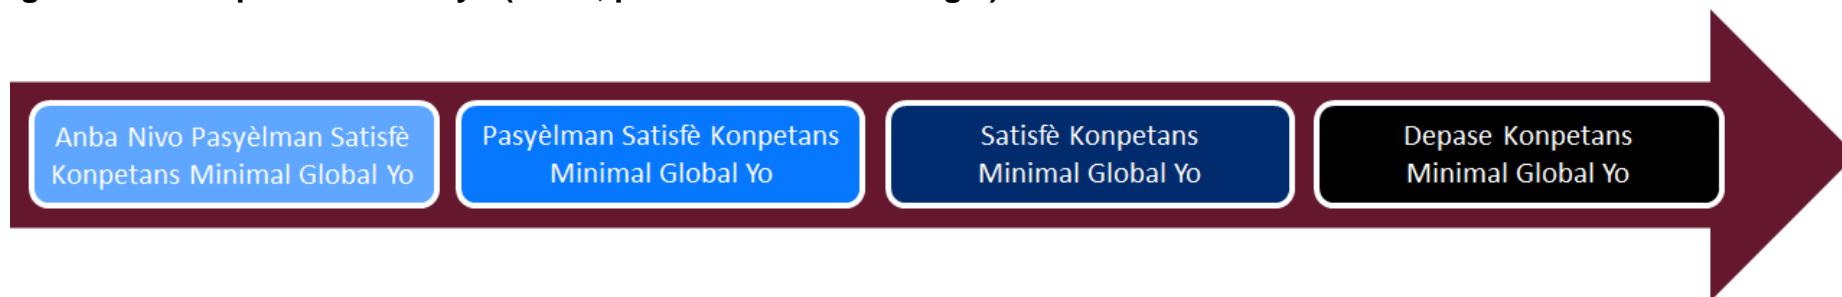 Anba Nivo Pasyèlman Satisfè
Konpetans Minimal Global Yo
Pasyèlman Satisfè Konpetans
Minimal Global Yo
Satisfè Konpetans
Minimal Global Yo
Depase Konpetans
Minimal Global Yo